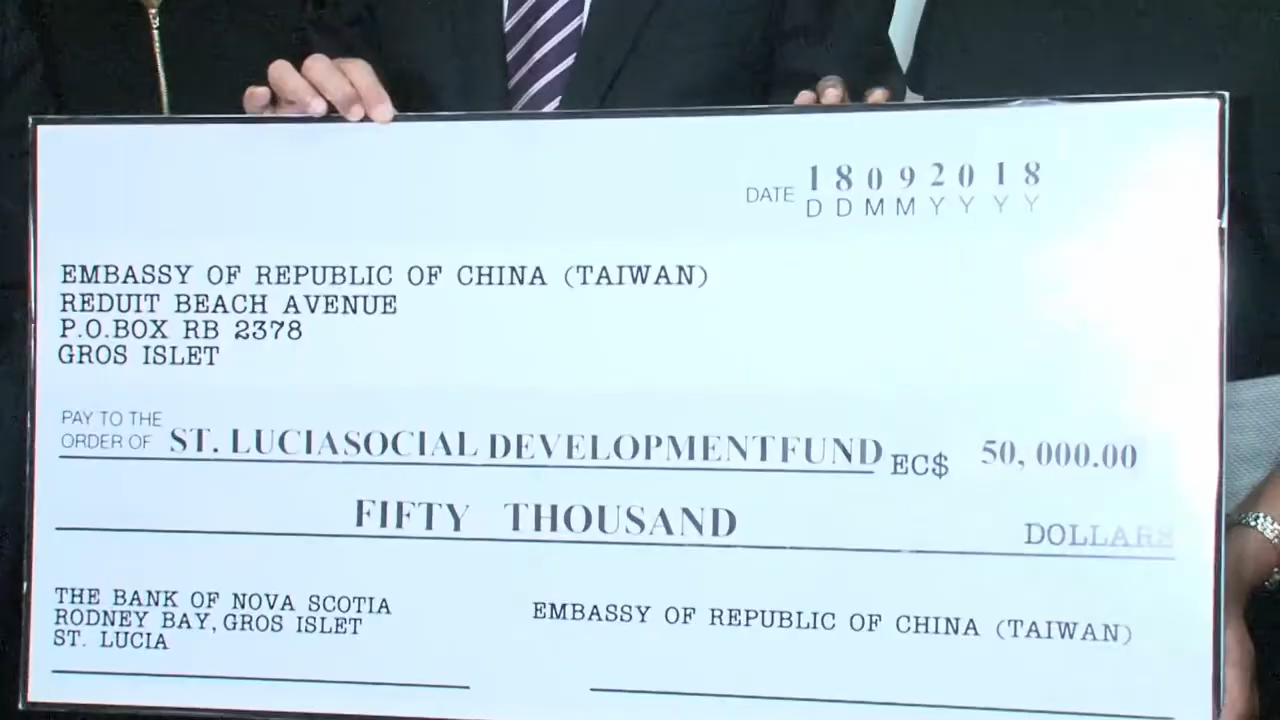 18092018
DATE DDMMYYYY
EMBASSY OF REPUBLIC OF CHINA (TAIWAN)
REDUIT BEACH AVENUE
P.O.BOX RB 2378
GROS ISLET
PAY TO THE
ORDER OF ST. LUCIASOCIAL DEVELOPMENTFUND EC$ 50,000.00
FIFTY THOUSAND DOLLARS
THE BANK OF NOVA SCOTIA
RODNEY BAY, GROS ISLET
ST. LUCIA
EMBASSY OF REPUBLIC OF CHINA (TAIWAN)